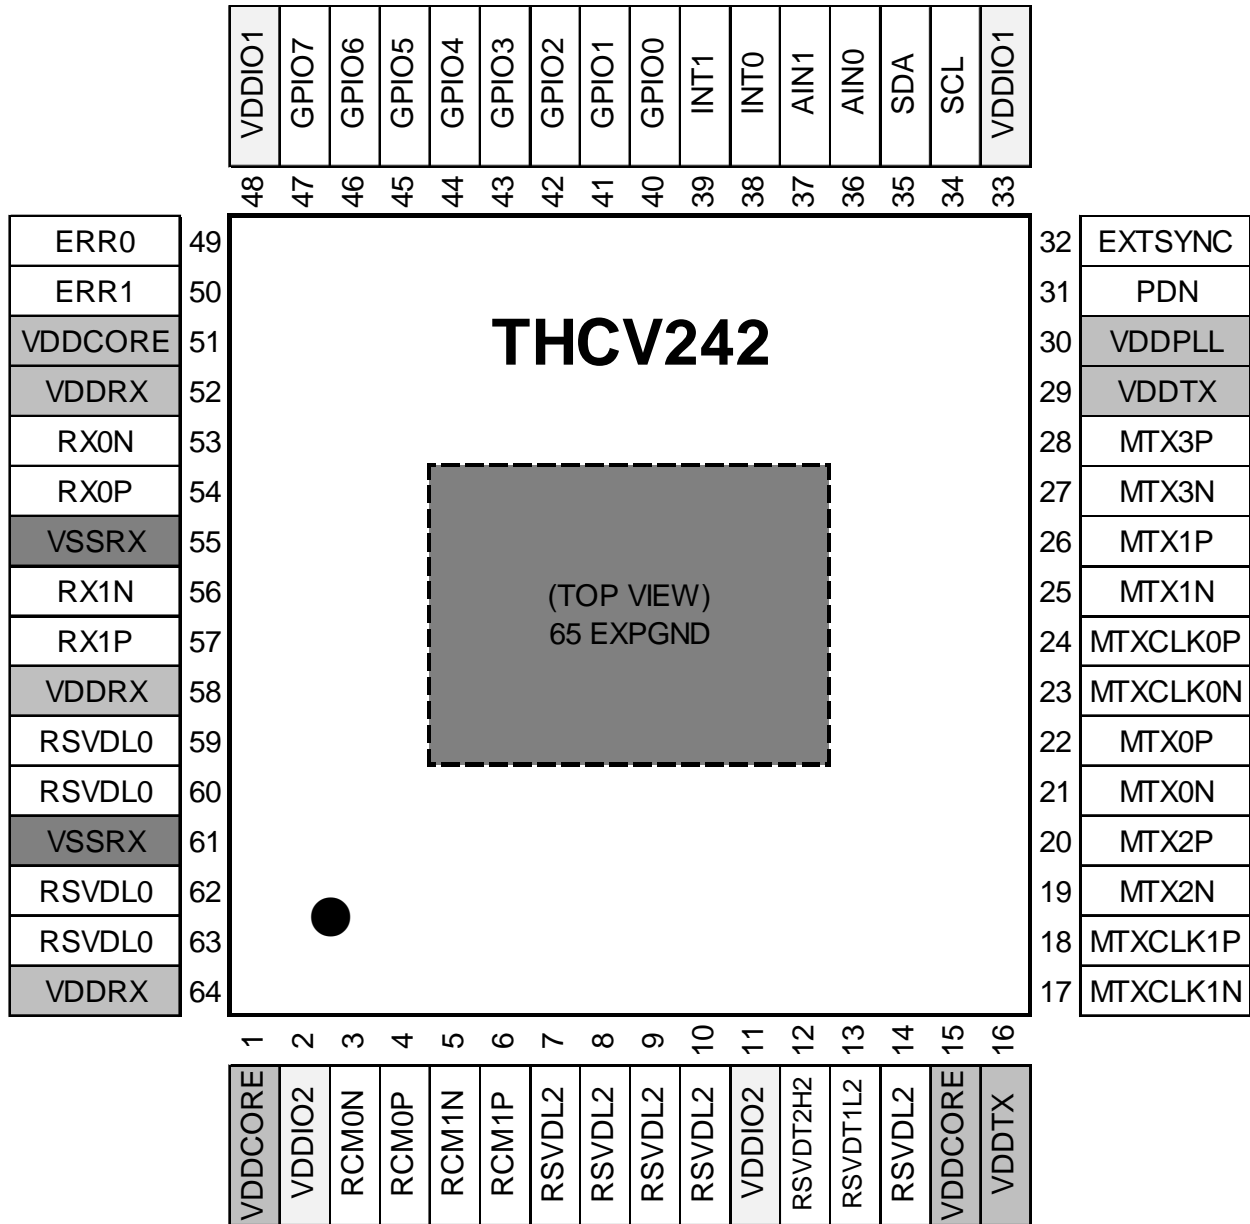 VDDIO1 GPIO7 GPIO6 GPIO5 GPIO4 GPIO3 GPIO2 GPIO1 GPIO0 INT1 INT0 AIN1 AIN0 SDA SCL VDDIO1
48 47 46 45 44 43 42 41 40 39 38 37 36 35 34 33
ERR0 49
ERR1 50
VDDCORE 51
VDDRX 52
RX0N 53
RX0P 54
VSSRX 55
RX1N 56
RX1P 57
VDDRX 58
RSVDL0 59
RSVDL0 60
VSSRX 61
RSVDL0 62
RSVDL0 63
VDDRX 64
THCV242
(TOP VIEW)
65 EXPGND
32 EXTSYNC
31 PDN
30 VDDPLL
29 VDDTX
28 MTX3P
27 MTX3N
26 MTX1P
25 MTX1N
24 MTXCLK0P
23 MTXCLK0N
22 MTX0P
21 MTX0N
20 MTX2P
19 MTX2N
18 MTXCLK1P
17 MTXCLK1N
1 2 3 4 5 6 7 8 9 10 11 12 13 14 15 16
VDDCORE VDDIO2 RCM0N RCM0P RCM1N RCM1P RSVDL2 RSVDL2 RSVDL2 RSVDL2 VDDIO2 RSVDT2H2 RSVDT1L2 RSVDL2 VDDCORE VDDTX